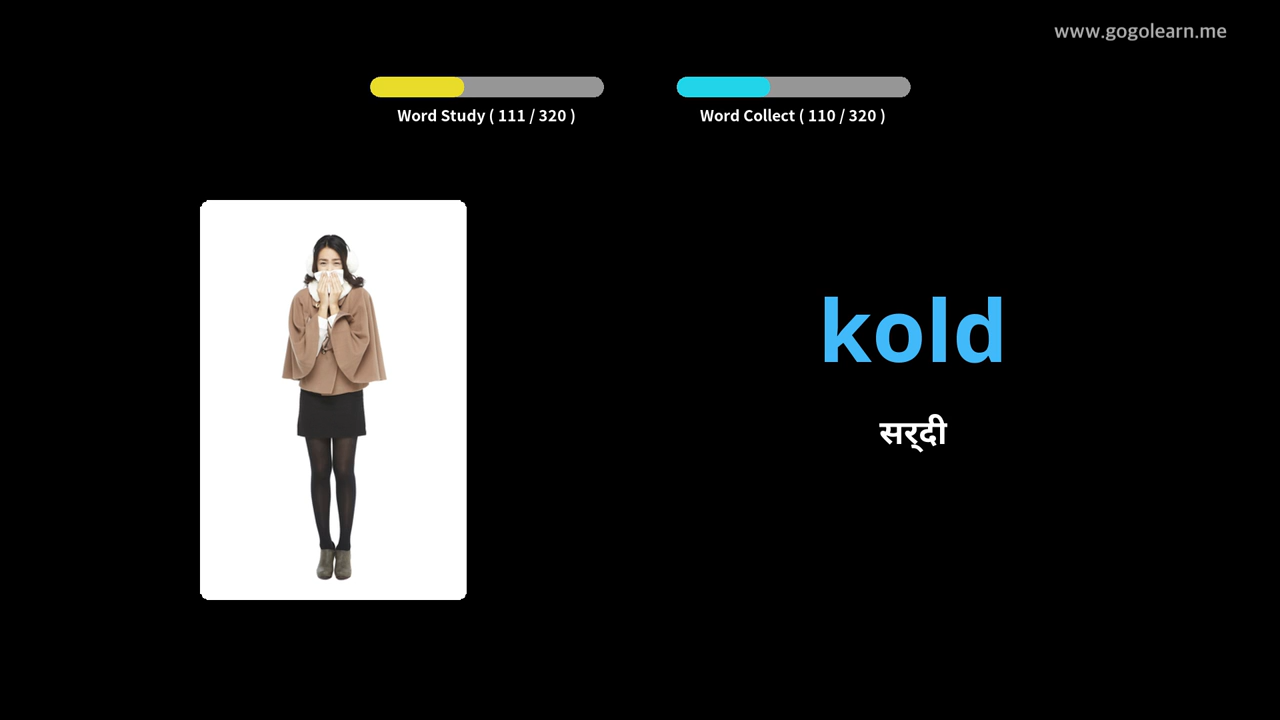 www.gogolearn.me
Word Study ( 111 / 320 )
Word Collect ( 110 / 320 )
kold
सर्दी